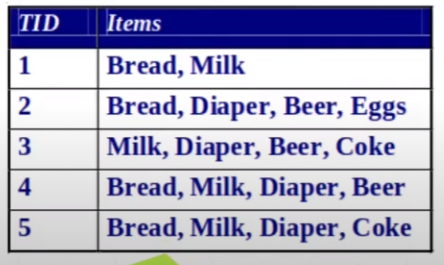 TID Items
1 Bread, Milk
2 Bread, Diaper, Beer, Eggs
3 Milk, Diaper, Beer, Coke
4 Bread, Milk, Diaper, Beer
5 Bread, Milk, Diaper, Coke